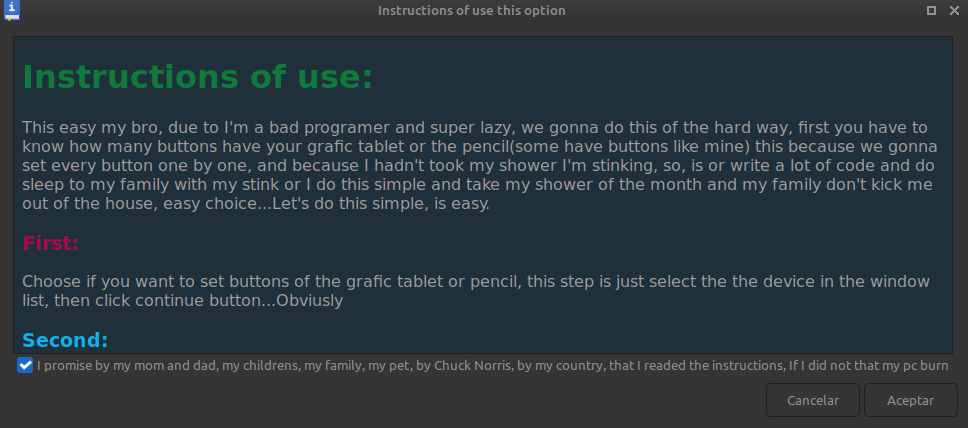 i
Instructions of use this option
Instructions of use:
This easy my bro, due to I'm a bad programer and super lazy, we gonna do this of the hard way, first you have to
know how many buttons have your grafic tablet or the pencil(some have buttons like mine) this because we gonna
set every button one by one, and because I hadn't took my shower I'm stinking, so, is or write a lot of code and do
sleep to my family with my stink or I do this simple and take my shower of the month and my family don't kick me
out of the house, easy choice...Let's do this simple, is easy.
First:
Choose if you want to set buttons of the grafic tablet or pencil, this step is just select the the device in the window
list, then click continue button...Obviusly
Second:
I promise by my mom and dad, my childrens, my family, my pet, by Chuck Norris, by my country, that I readed the instructions, If I did not that my pc burn
Cancelar
Aceptar